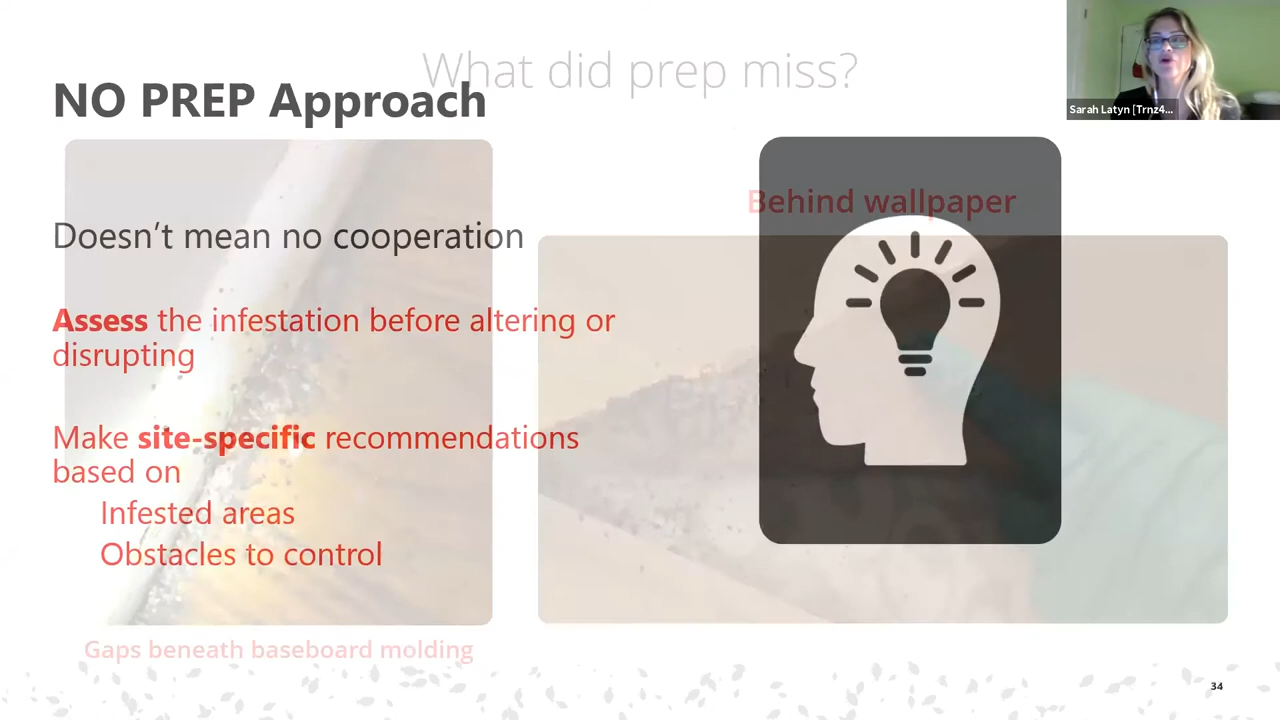 What did prep miss?
NO PREP Approach
Sarah Latyn [Trnz4...
Behind wallpaper
Doesn’t mean no cooperation
Assess the infestation before altering or
disrupting
Make site-specific recommendations
based on
Infested areas
Obstacles to control
Gaps beneath baseboard molding
34